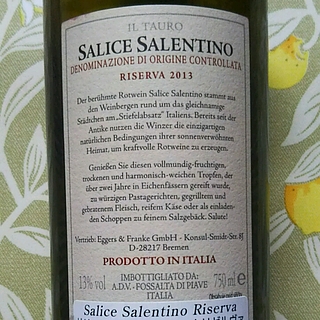 IL TAURO
SALICE SALENTINO
DENOMINAZIONE DI ORIGINE CONTROLLATA
RISERVA 2013
Der berühmte Rotwein Salice Salentino stammt aus
den Weinbergen rund um das gleichnamige
Städtchen am „Stiefelabsatz“ Italiens. Bereits seit der
Antike nutzen die Winzer die einzigartigen
natürlichen Bedingungen ihrer sonnenverwöhnten
Heimat, um kraftvolle Rotweine zu erzeugen.
Genießen Sie diesen vollmundig-fruchtigen,
trockenen und harmonisch-weichen Tropfen, der
über zwei Jahre in Eichenfässern gereift wurde,
zu würzigen Pastagerichten, gegrilltem und
gebratenem Fleisch, reifem Käse oder als einladen-
den Schoppen zu feinem Salzgebäck. Salute!
Vertrieb: Eggers & Franke GmbH - Konsul-Smidt-Str. 8J
D-28217 Bremen
PRODOTTO IN ITALIA
13% vol
IMBOTTIGLIATO DA:
A.D.V. - FOSSALTA DI PIAVE
ITALIA
750 ml e
Salice Salentino Riserva